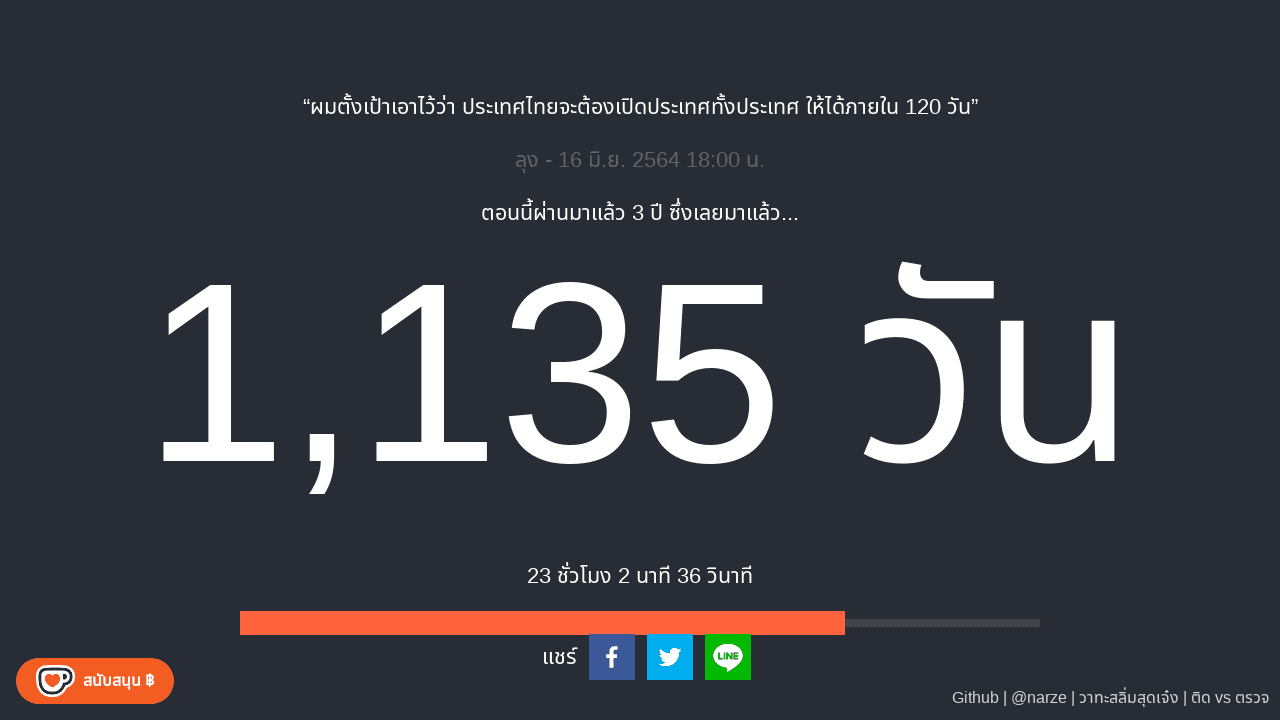 “ผมตั้งเป้าเอาไว้ว่า ประเทศไทยจะต้องเปิดประเทศทั้งประเทศ ให้ได้ภายใน 120 วัน”
ลุง - 16 มิ.ย. 2564 18:00 น.
ตอนนี้ผ่านมาแล้ว 3 ปี ซึ่งเลยมาแล้ว...
1,135 วัน
23 ชั่วโมง 2 นาที 36 วินาที
แชร์ LINE
สนับสนุน ฿
Github | @narze | วาทะสลิ่มสุดเจ๋ง | ติด vs ตรวจ